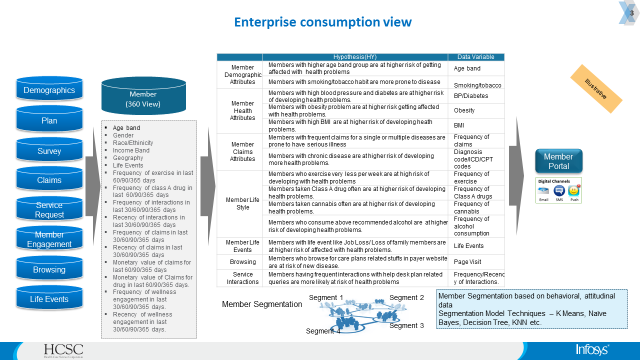 Enterprise consumption view
3
Illustrative
Demographics
Plan
Survey
Claims
Service
Request
Member
Engagement
Browsing
Life Events
Member
(360 View)
Age band
Gender
Race/Ethnicity
Income Band
Geography
Life Events
Frequency of exercise in last
60/90/365 days
Frequency of class A drug in
last 60/90/365 days
Frequency of interactions in
last 30/60/90/365 days
Recency of interactions in
last 30/60/90/365 days
Frequency of claims in last
30/60/90/365 days
Recency of claims in last
30/60/90/365 days
Monetary value of claims for
last 60/90/365 days
Monetary value of Claims for
drug in last 60/90/365 days.
Frequency of wellness
engagement in last
30/60/90/365 days
Recency of wellness
engagement in last
30/60/90/365 days.
Hypothesis(HY) Data Variable
Member
Demographic
Attributes
Members with higher age band group are at higher risk of getting
affected with health problems
Age band
Members with smoking/tobacco habit are more prone to disease
Smoking/tobacco
Member
Health
Attributes
Members with high blood pressure and diabetes are at higher risk
of developing health problems.
BP/Diabetes
Members with obesity problem are at higher risk getting affected
with health problems.
Obesity
Members with high BMI are at higher risk of developing heath
problems.
BMI
Member
Claims
Attributes
Members with frequent claims for a single or multiple diseases are
prone to have serious illness
Frequency of
claims
Members with chronic disease are at higher risk of developing
more health problems.
Diagnosis
code/ICD/CPT
codes
Member Life
Style
Members who exercise very less per week are at higher risk of
developing with health problems
Frequency of
exercise
Members taken Class A drug often are at higher risk of developing
health problems.
Frequency of
Class A drugs
Members taken cannabis often are at higher risk of developing
health problems.
Frequency of
cannabis
Members who consume above recommended alcohol are at higher
risk of developing health problems.
Frequency of
alcohol
consumption
Member Life
Events
Members with life event like Job Loss/ Loss of family members are
at higher risk of affected with health problems.
Life Events
Browsing
Members who browse for care plans related stuffs in payer website
are at risk of new disease.
Page Visit
Service
Interactions
Members having frequent interactions with help desk plan related
queries are more likely at risk of health problems
Frequency/Recenc
y of Interactions.
Member
Portal
Digital Channels
Email SMS Push
Member Segmentation
Segment 1
Segment 2
Segment 3
Segment 4
Member Segmentation based on behavioral, attitudinal
data
Segmentation Model Techniques – K Means, Naive
Bayes, Decision Tree, KNN etc.
HCSC
Infosys